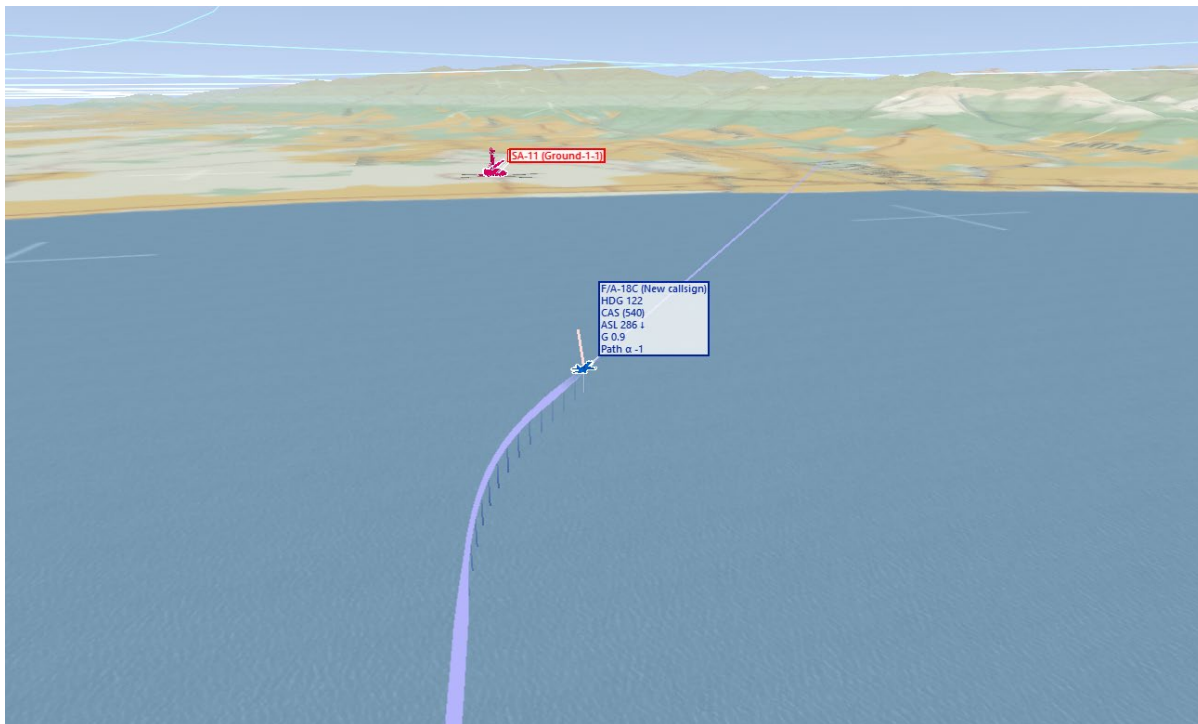 SA-11 (Ground-1-1)
F/A-18C (New callsign)
HDG 122
CAS (540)
ASL 286 ↓
G 0.9
Path α -1